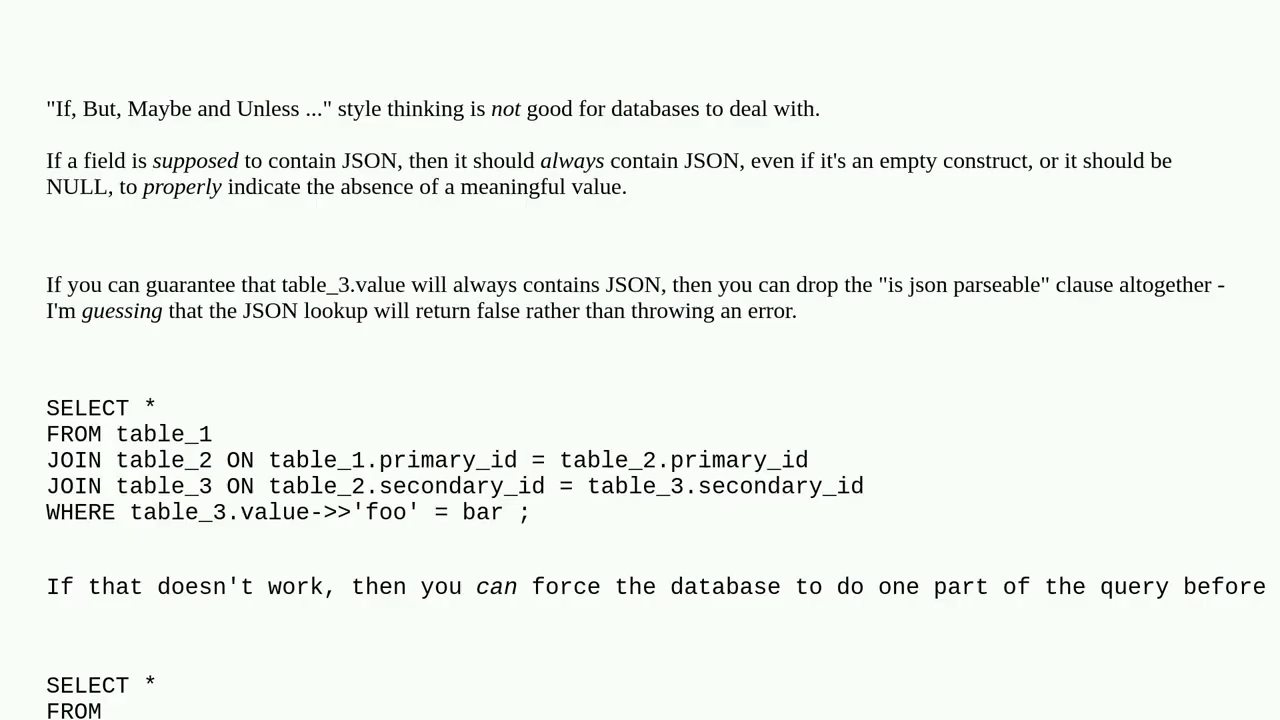 "If, But, Maybe and Unless ..." style thinking is not good for databases to deal with.
If a field is supposed to contain JSON, then it should always contain JSON, even if it's an empty construct, or it should be
NULL, to properly indicate the absence of a meaningful value.
If you can guarantee that table_3.value will always contains JSON, then you can drop the "is json parseable" clause altogether -
I'm guessing that the JSON lookup will return false rather than throwing an error.
SELECT *
FROM table_1
JOIN table_2 ON table_1.primary_id = table_2.primary_id
JOIN table_3 ON table_2.secondary_id = table_3.secondary_id
WHERE table_3.value->>'foo' = bar ;
If that doesn't work, then you can force the database to do one part of the query before
SELECT *
FROM